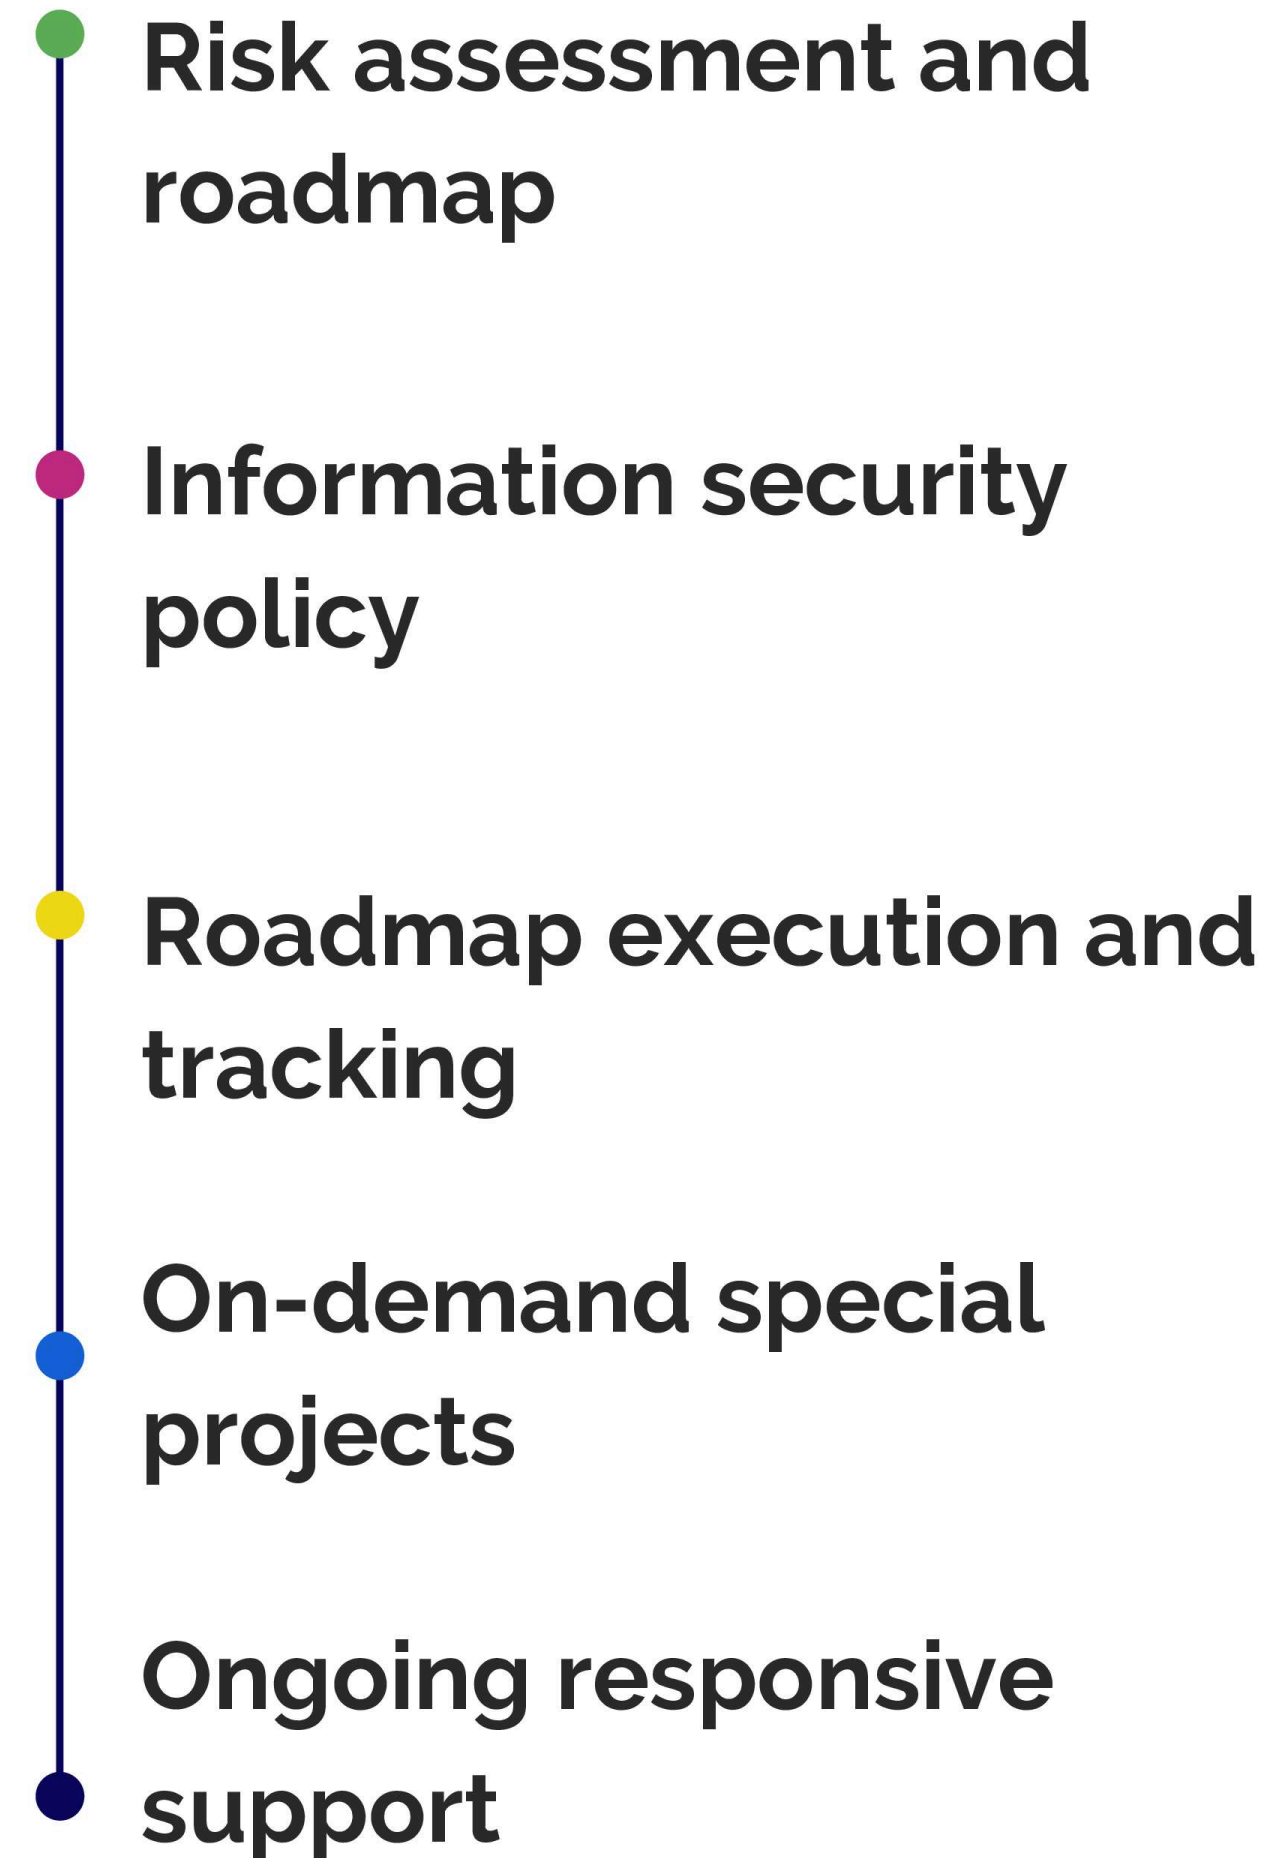 Risk assessment and
roadmap
Information security
policy
Roadmap execution and
tracking
On-demand special
projects
Ongoing responsive
support